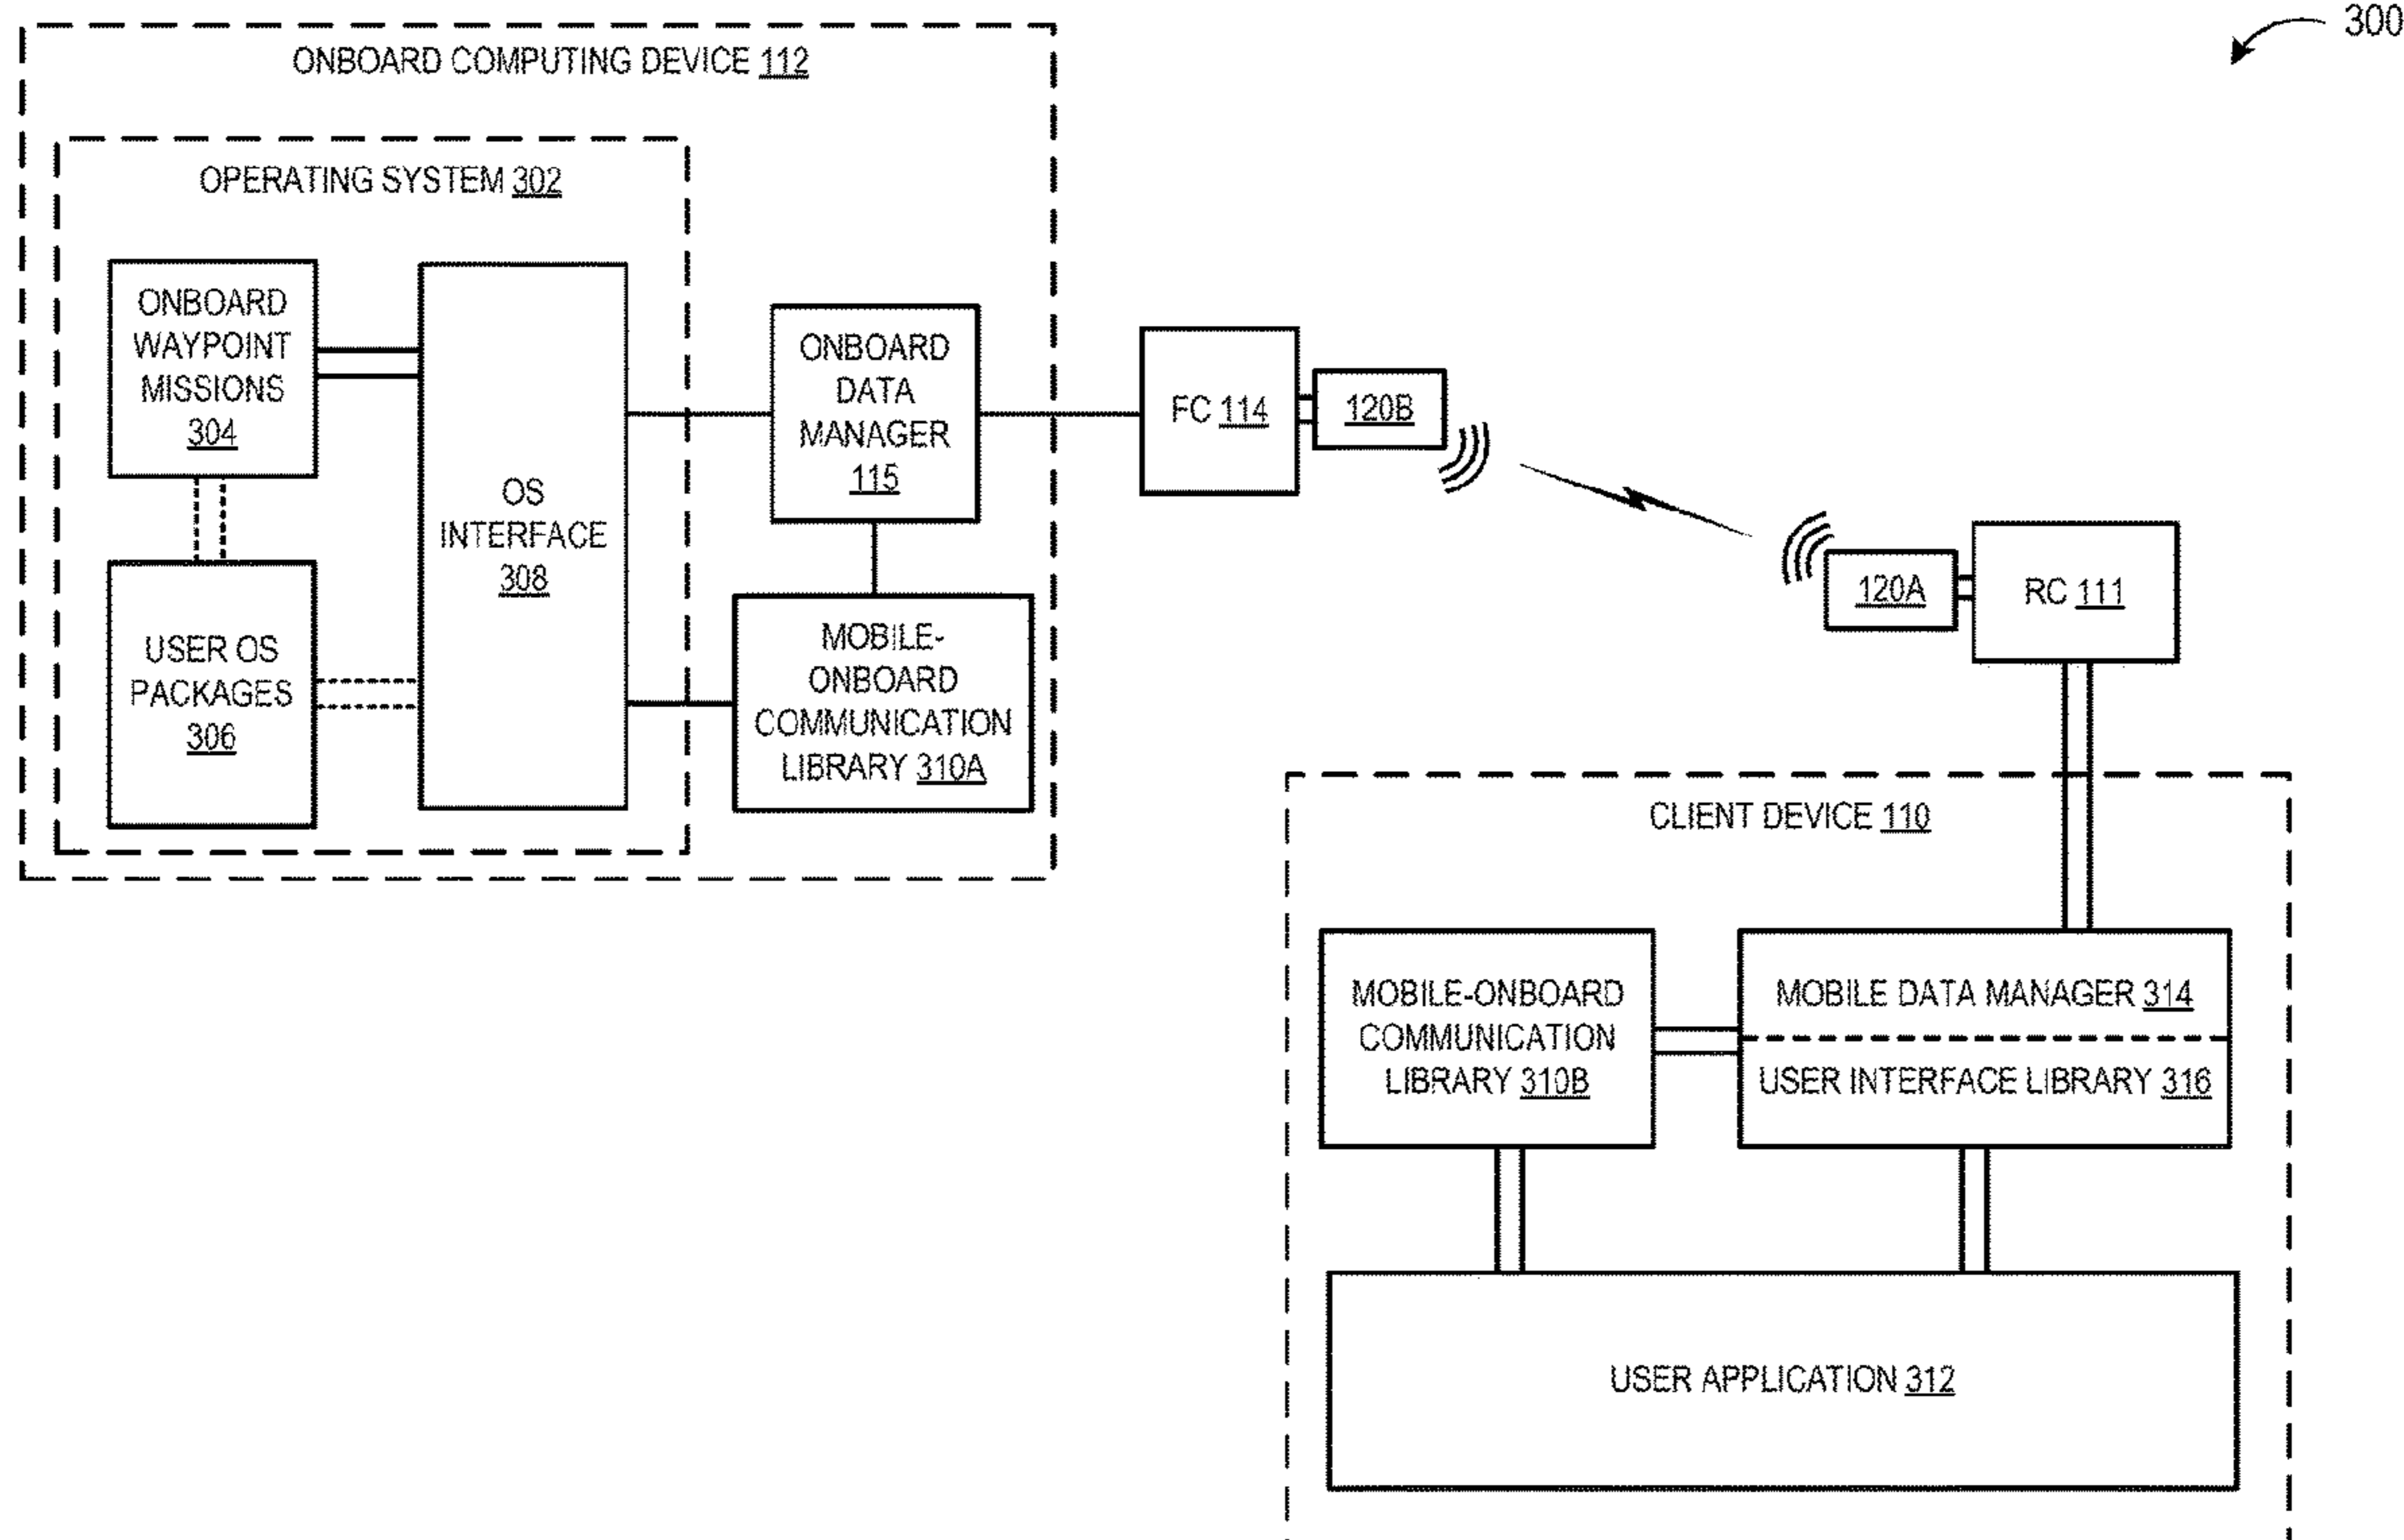 300
ONBOARD COMPUTING DEVICE 112
OPERATING SYSTEM 302
ONBOARD
WAYPOINT
MISSIONS
304
USER OS
PACKAGES
306
OS
INTERFACE
308
ONBOARD
DATA
MANAGER
115
MOBILE-
ONBOARD
COMMUNICATION
LIBRARY 310A
FC 114
120B
120A
RC 111
CLIENT DEVICE 110
MOBILE-ONBOARD
COMMUNICATION
LIBRARY 310B
MOBILE DATA MANAGER 314
USER INTERFACE LIBRARY 316
USER APPLICATION 312